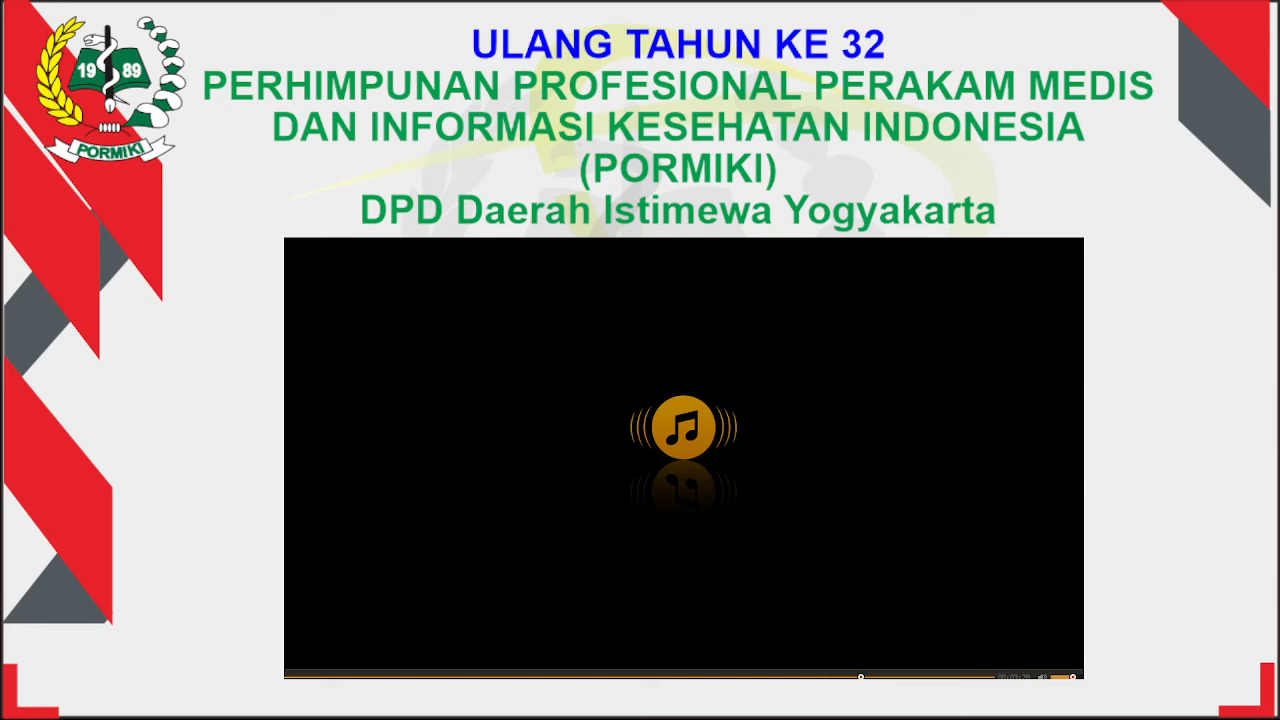 ULANG TAHUN KE 32
PERHIMPUNAN PROFESIONAL PERAKAM MEDIS
DAN INFORMASI KESEHATAN INDONESIA
(PORMIKI)
DPD Daerah Istimewa Yogyakarta
19 89
PORMIKI